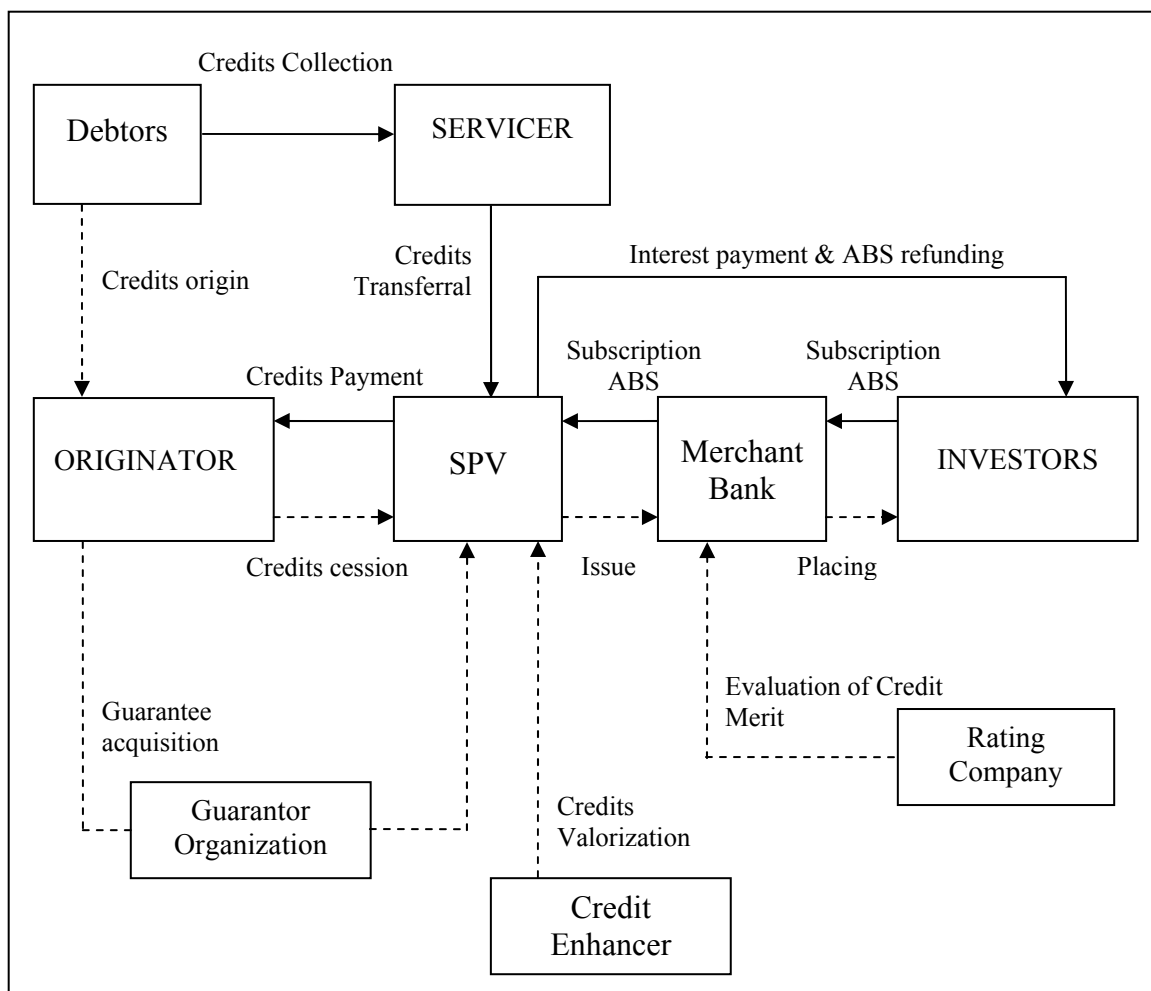 Credits Collection
Debtors
SERVICER
Credits origin
Credits
Transferral
Interest payment & ABS refunding
Credits Payment
Subscription
ABS
Subscription
ABS
ORIGINATOR
SPV
Merchant
Bank
INVESTORS
Credits cession
Issue
Placing
Guarantee
acquisition
Evaluation of Credit
Merit
Rating
Company
Guarantor
Organization
Credits
Valorization
Credit
Enhancer